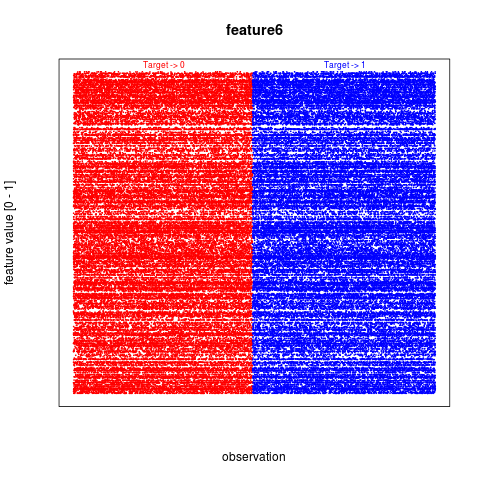 feature6
Target -> 0
Target -> 1
feature value [0 - 1]
observation